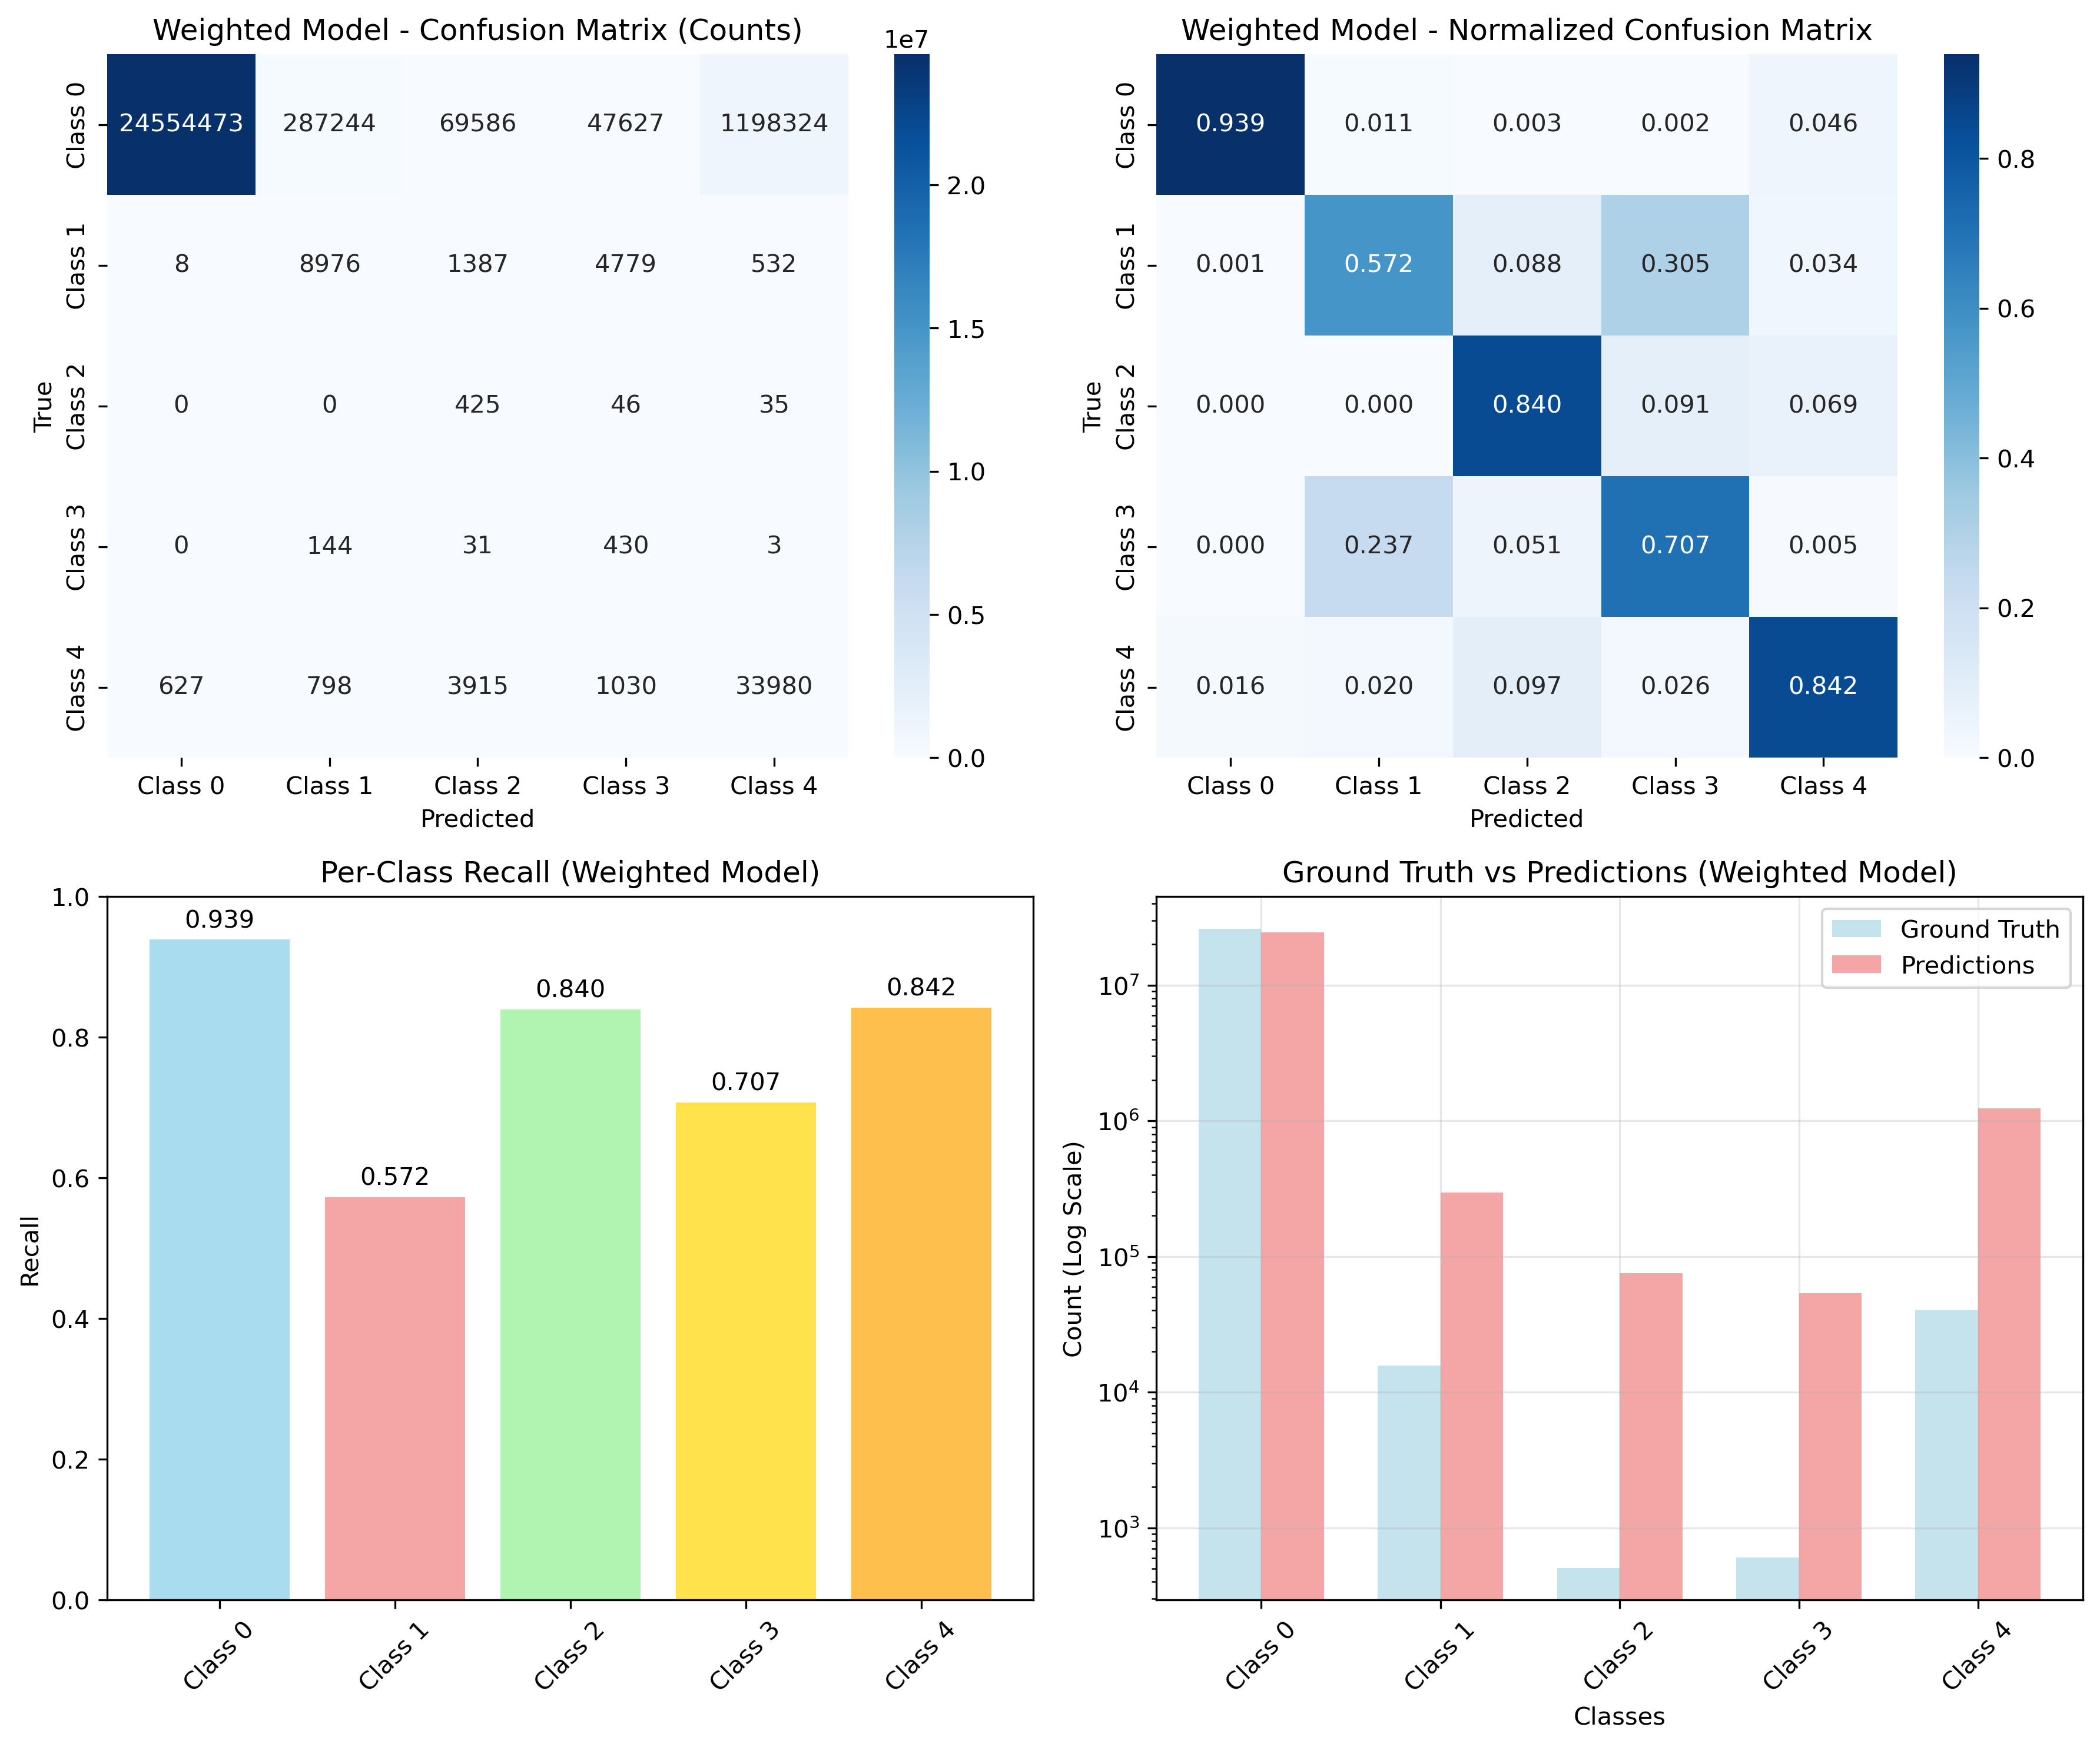 Weighted Model - Confusion Matrix (Counts)
1e7
Class 0 24554473 287244 69586 47627 1198324
Class 1 8 8976 1387 4779 532
Class 2 0 0 425 46 35
Class 3 0 144 31 430 3
Class 4 627 798 3915 1030 33980
True
Class 0 Class 1 Class 2 Class 3 Class 4
Predicted
2.0
1.5
1.0
0.5
0.0
Weighted Model - Normalized Confusion Matrix
Class 0 0.939 0.011 0.003 0.002 0.046
Class 1 0.001 0.572 0.088 0.305 0.034
Class 2 0.000 0.000 0.840 0.091 0.069
Class 3 0.000 0.237 0.051 0.707 0.005
Class 4 0.016 0.020 0.097 0.026 0.842
True
Class 0 Class 1 Class 2 Class 3 Class 4
Predicted
0.8
0.6
0.4
0.2
0.0
Per-Class Recall (Weighted Model)
1.0
0.8
0.6
0.4
0.2
0.0
Recall
0.939
0.572
0.840
0.707
0.842
Class 0 Class 1 Class 2 Class 3 Class 4
Ground Truth vs Predictions (Weighted Model)
Ground Truth
Predictions
10⁷
10⁶
10⁵
10⁴
10³
Count (Log Scale)
Class 0 Class 1 Class 2 Class 3 Class 4
Classes